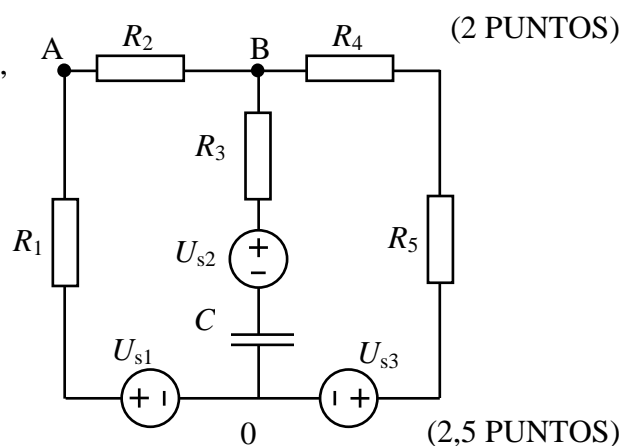 (2 PUNTOS)
,
A R2 B R4
R3
R1 Us2 + - R5
C
Us1 Us3
+ - - +
0 (2,5 PUNTOS)